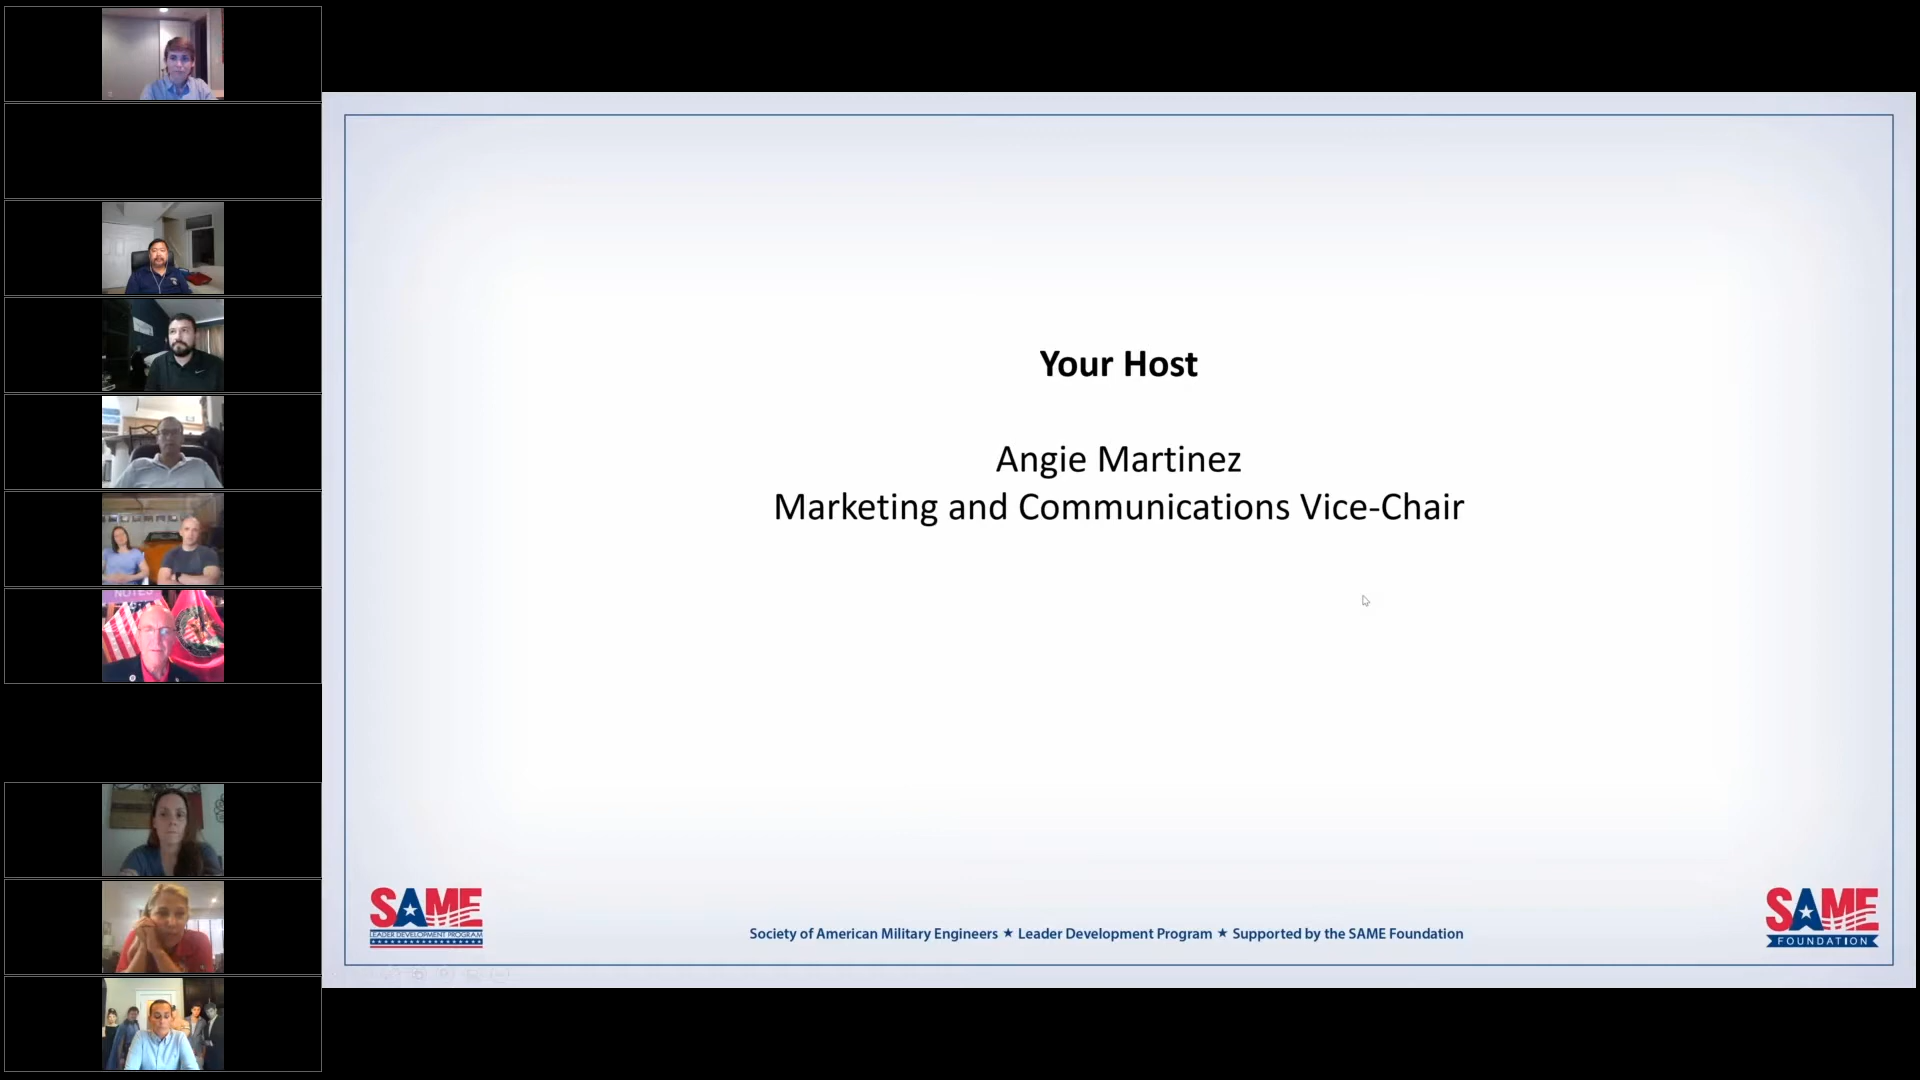 NOTES
Your Host
Angie Martinez
Marketing and Communications Vice-Chair
SAME
LEADER DEVELOPMENT PROGRAM
Society of American Military Engineers ★ Leader Development Program ★ Supported by the SAME Foundation
SAME
FOUNDATION